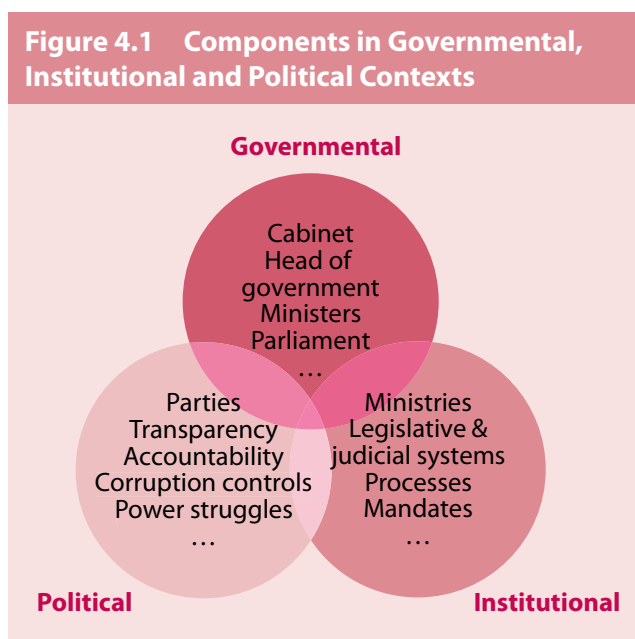 Figure 4.1 Components in Governmental,
Institutional and Political Contexts
Governmental
Cabinet
Head of
government
Ministers
Parliament
…
Parties
Transparency
Accountability
Corruption controls
Power struggles
…
Ministries
Legislative &
judicial systems
Processes
Mandates
…
Political
Institutional